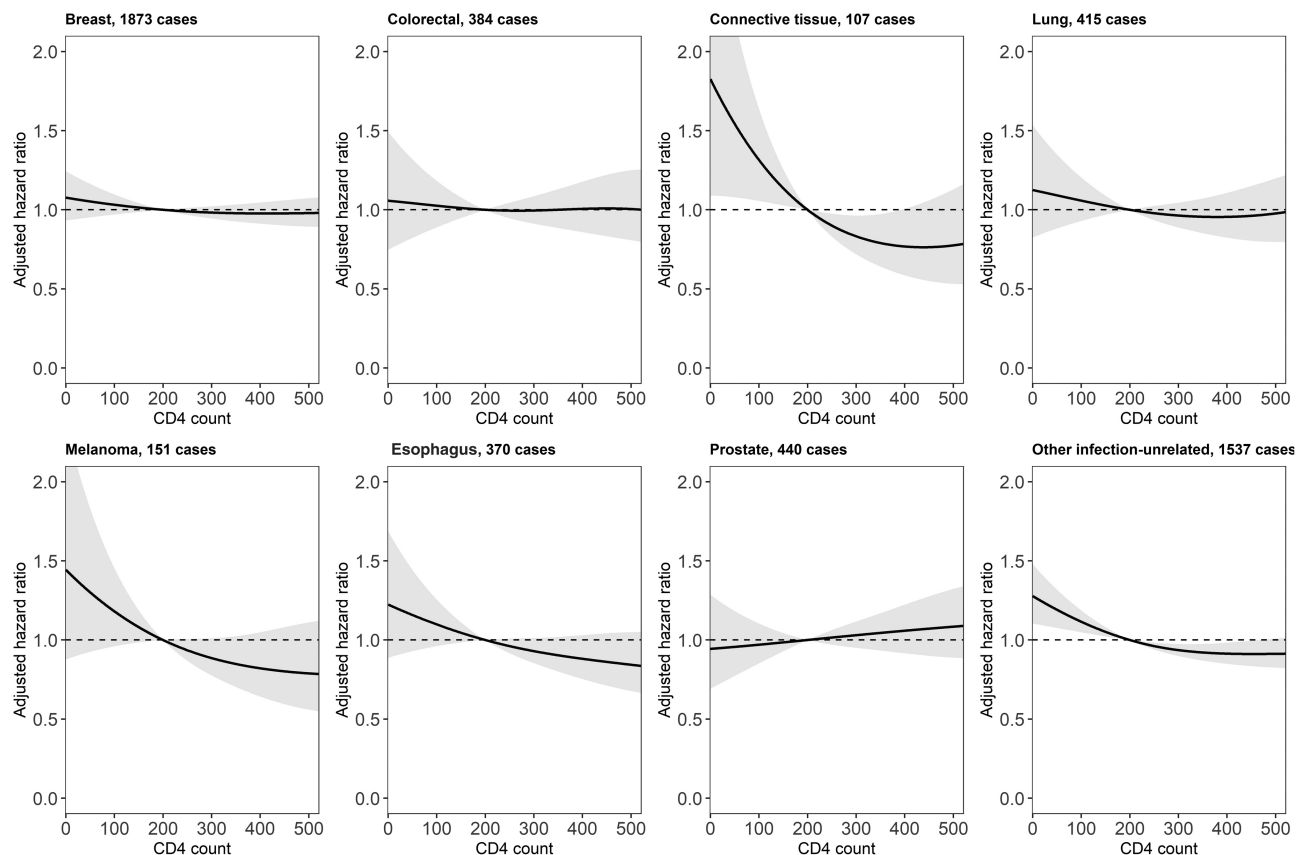 Breast, 1873 cases
Adjusted hazard ratio
2.0
1.5
1.0
0.5
0.0
0 100 200 300 400 500
CD4 count
Colorectal, 384 cases
Adjusted hazard ratio
2.0
1.5
1.0
0.5
0.0
0 100 200 300 400 500
CD4 count
Connective tissue, 107 cases
Adjusted hazard ratio
2.0
1.5
1.0
0.5
0.0
0 100 200 300 400 500
CD4 count
Lung, 415 cases
Adjusted hazard ratio
2.0
1.5
1.0
0.5
0.0
0 100 200 300 400 500
CD4 count
Melanoma, 151 cases
Adjusted hazard ratio
2.0
1.5
1.0
0.5
0.0
0 100 200 300 400 500
CD4 count
Esophagus, 370 cases
Adjusted hazard ratio
2.0
1.5
1.0
0.5
0.0
0 100 200 300 400 500
CD4 count
Prostate, 440 cases
Adjusted hazard ratio
2.0
1.5
1.0
0.5
0.0
0 100 200 300 400 500
CD4 count
Other infection-unrelated, 1537 cases
Adjusted hazard ratio
2.0
1.5
1.0
0.5
0.0
0 100 200 300 400 500
CD4 count